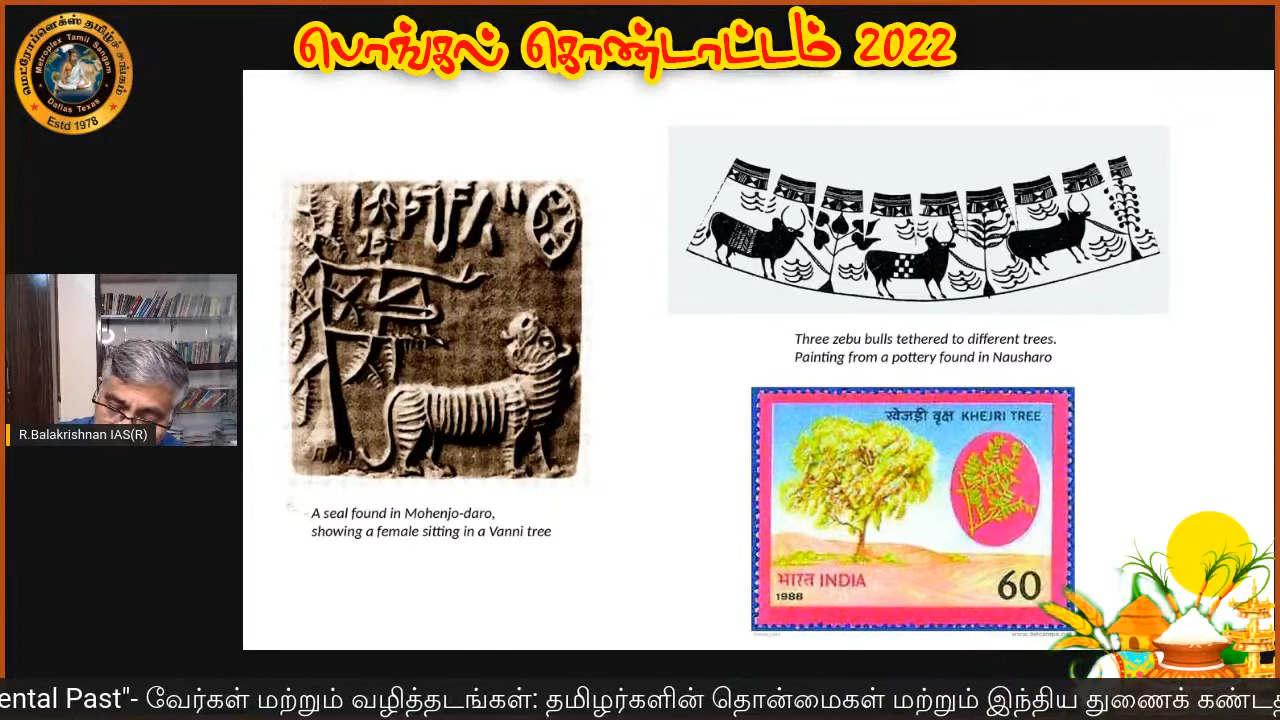 பொங்கல் கொண்டாட்டம் 2022
மெட்ரோப்ளெக்ஸ் தமிழ்ச் சங்கம்
Metroplex Tamil Sangam
Dallas Texas
Estd 1978
Three zebu bulls tethered to different trees.
Painting from a pottery found in Nausharo
खेजड़ी वृक्ष KHEJRI TREE
R.Balakrishnan IAS(R)
A seal found in Mohenjo-daro,
showing a female sitting in a Vanni tree
भारत INDIA
1988
60
ental Past"- வேர்கள் மற்றும் வழித்தடங்கள்: தமிழர்களின் தொன்மைகள் மற்றும் இந்திய துணைக் கண்ட